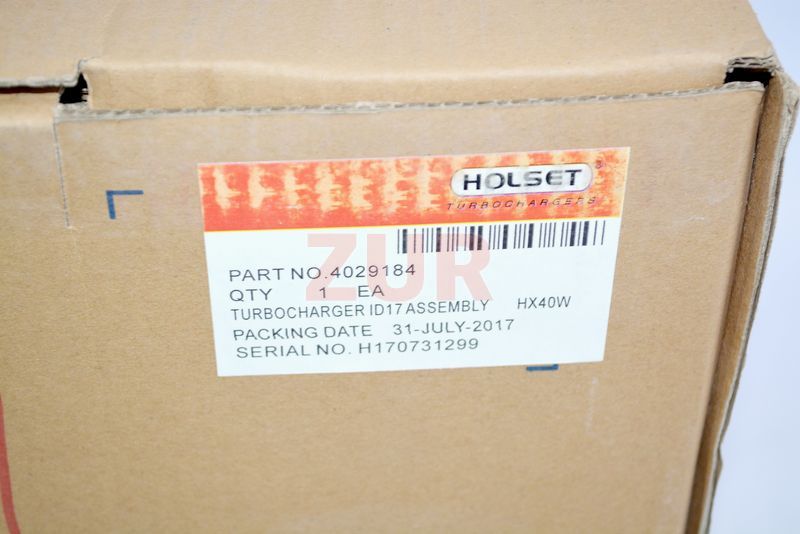 HOLSET®
TURBOCHARGERS
ZUR
PART NO.4029184
QTY 1 EA
TURBOCHARGER ID17 ASSEMBLY HX40W
PACKING DATE 31-JULY-2017
SERIAL NO. H170731299